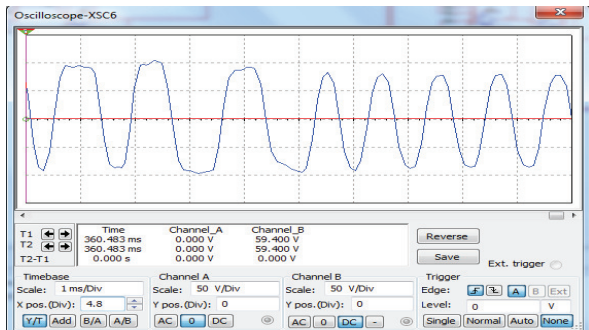 Oscilloscope-XSC6
Time Channel_A Channel_B
T1 360.483 ms 0.000 V 59.400 V
T2 360.483 ms 0.000 V 59.400 V
T2-T1 0.000 s 0.000 V 0.000 V
Reverse
Save
Ext. trigger
Timebase Channel A Channel B Trigger
Scale: 1 ms/Div Scale: 50 V/Div Scale: 50 V/Div Edge: A B Ext
X pos.(Div): 4.8 Y pos.(Div): 0 Y pos.(Div): 0 Level: 0 V
Y/T Add B/A A/B AC 0 DC AC 0 DC - Single Normal Auto None